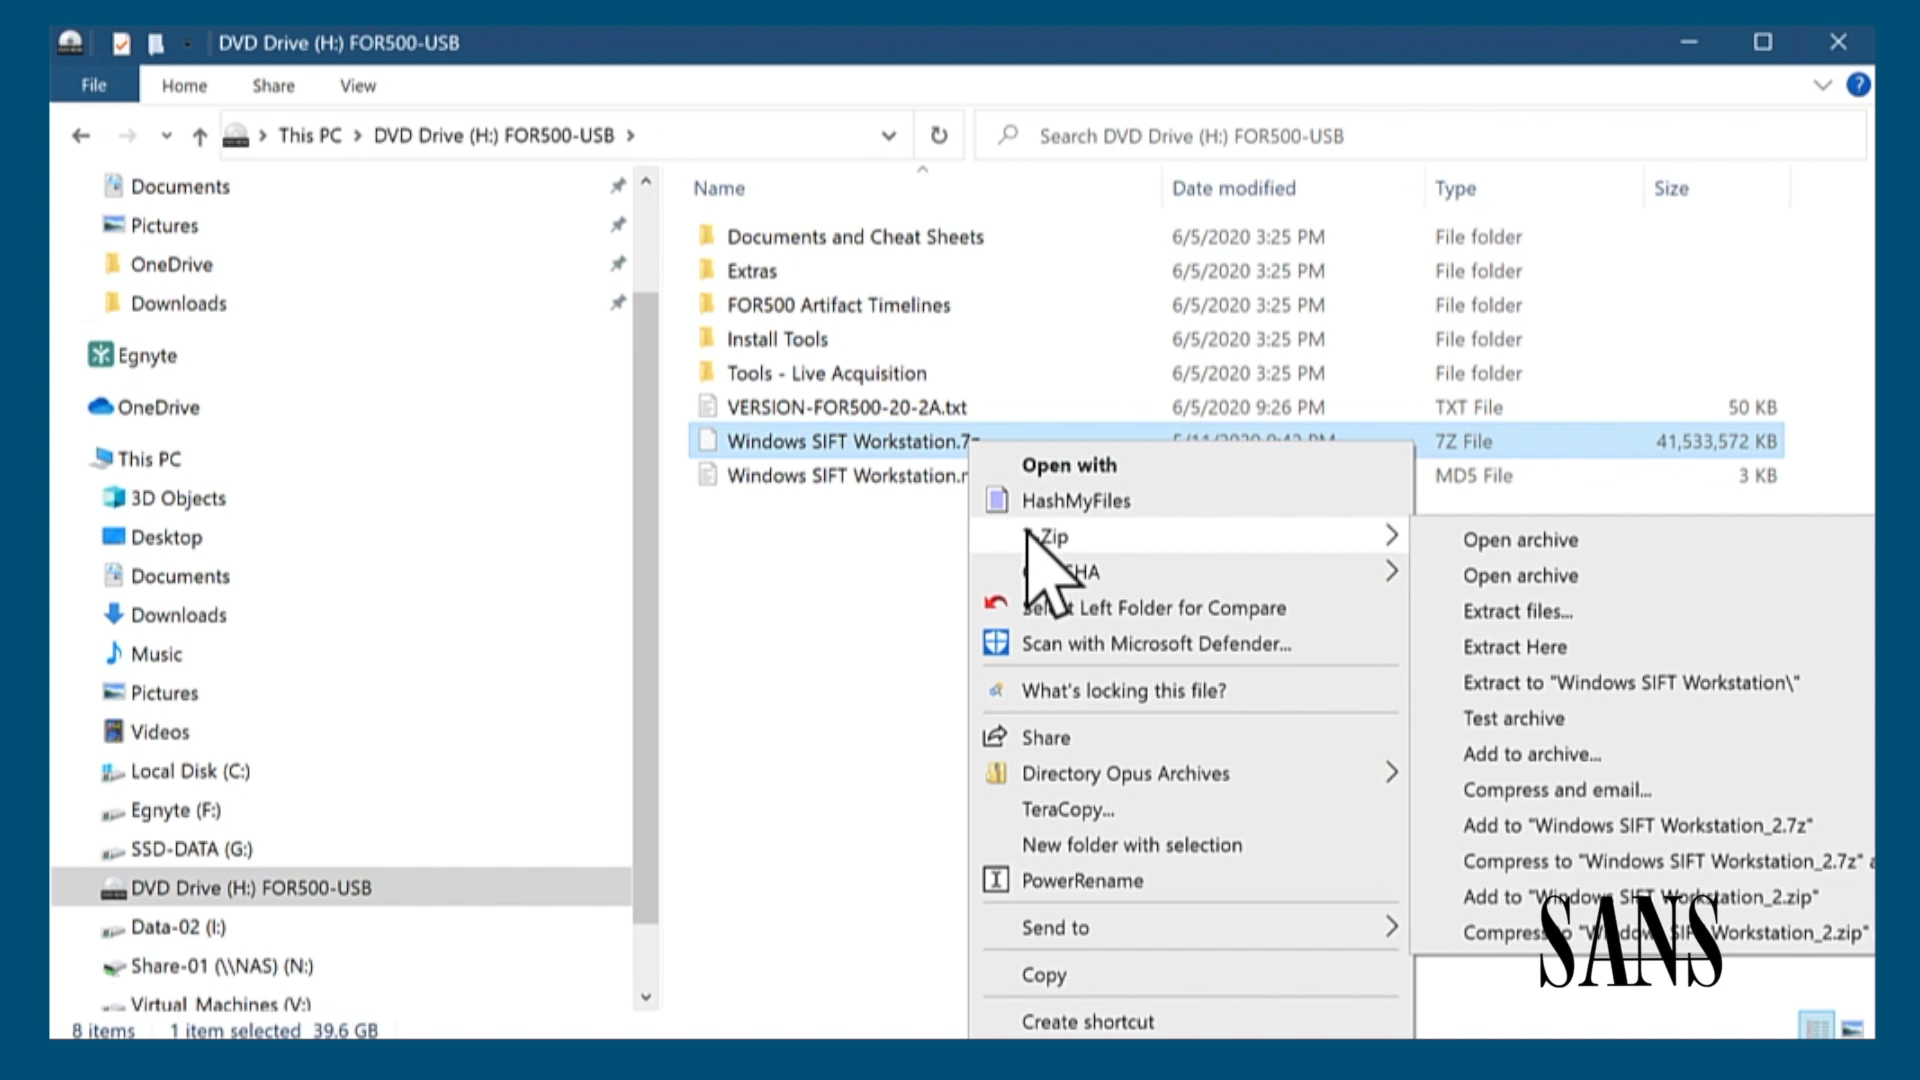 DVD Drive (H:) FOR500-USB
File Home Share View
This PC > DVD Drive (H:) FOR500-USB >
Search DVD Drive (H:) FOR500-USB
Documents
Pictures
OneDrive
Downloads
Egnyte
OneDrive
This PC
3D Objects
Desktop
Documents
Downloads
Music
Pictures
Videos
Local Disk (C:)
Egnyte (F:)
SSD-DATA (G:)
DVD Drive (H:) FOR500-USB
Data-02 (I:)
Share-01 (\\NAS) (N:)
Virtual Machines (V:)
8 items 1 item selected 39.6 GB
Name Date modified Type Size
Documents and Cheat Sheets 6/5/2020 3:25 PM File folder
Extras 6/5/2020 3:25 PM File folder
FOR500 Artifact Timelines 6/5/2020 3:25 PM File folder
Install Tools 6/5/2020 3:25 PM File folder
Tools - Live Acquisition 6/5/2020 3:25 PM File folder
VERSION-FOR500-20-2A.txt 6/5/2020 9:26 PM TXT File 50 KB
Windows SIFT Workstation.7z 7Z File 41,533,572 KB
Windows SIFT MD5 File 3 KB
Open with
HashMyFiles
Zip
Left Folder for Compare
Scan with Microsoft Defender...
What's locking this file?
Share
Directory Opus Archives
TeraCopy...
New folder with selection
PowerRename
Send to
Copy
Create shortcut
Open archive
Open archive
Extract files...
Extract Here
Extract to "Windows SIFT Workstation\"
Test archive
Add to archive...
Compress and email...
Add to "Windows SIFT Workstation_2.7z"
Compress to "Windows SIFT Workstation_2.7z" a
Add to "Windows SIFT Workstation_2.zip"
Compress to "Windows SIFT Workstation_2.zip"
SANS